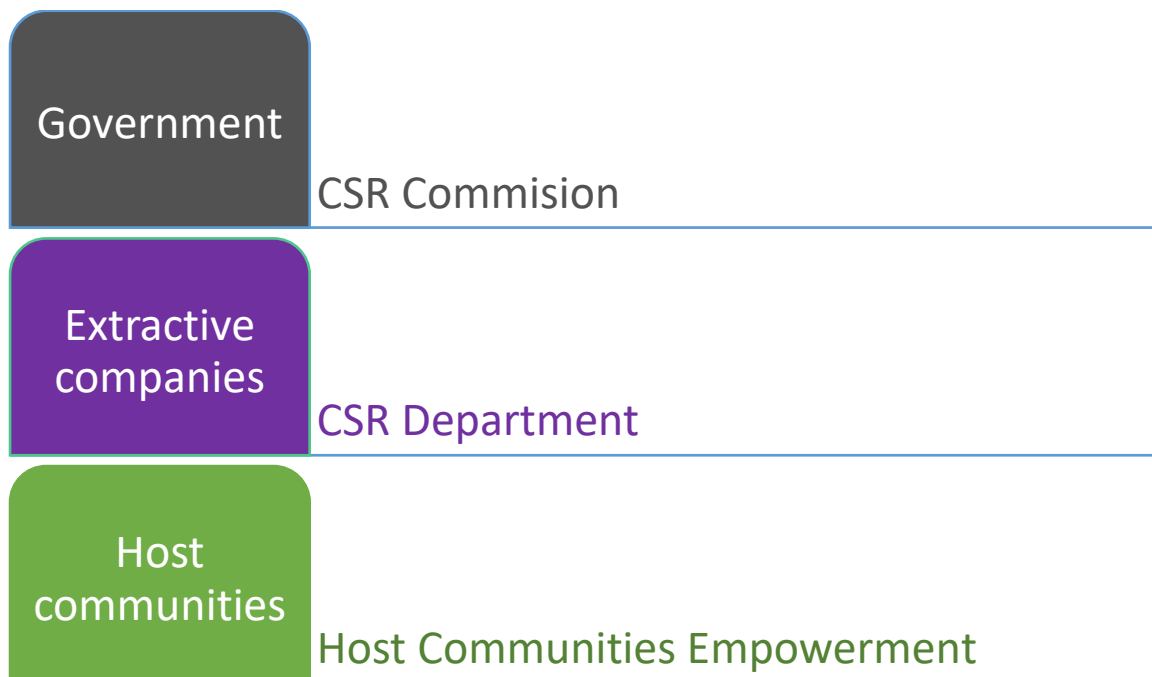 Government
CSR Commision
Extractive
companies
CSR Department
Host
communities
Host Communities Empowerment